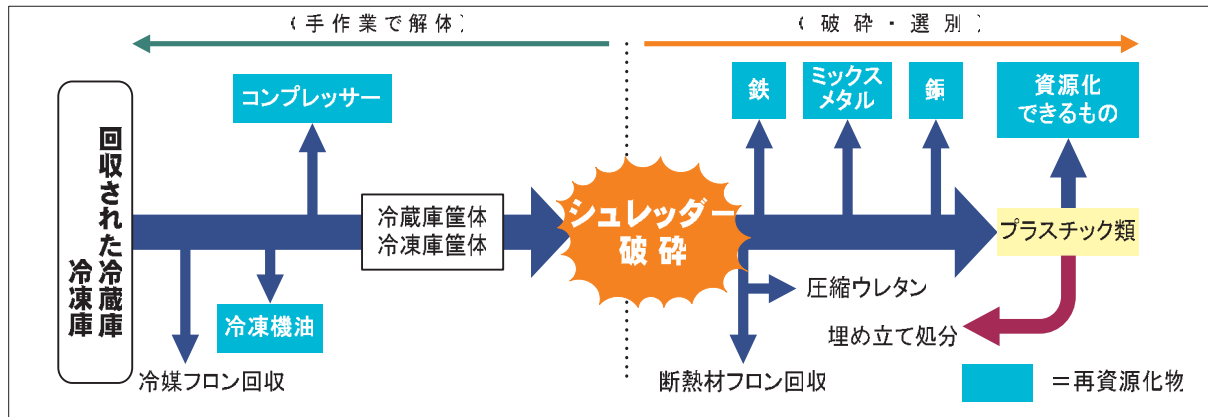 （手作業で解体）
（破砕・選別）
回収された冷蔵庫
冷凍庫
コンプレッサー
冷媒フロン回収
冷凍機油
冷蔵庫筐体
冷凍庫筐体
シュレッダー
破砕
鉄
ミックス
メタル
銅
資源化
できるもの
プラスチック類
圧縮ウレタン
断熱材フロン回収
埋め立て処分
＝再資源化物